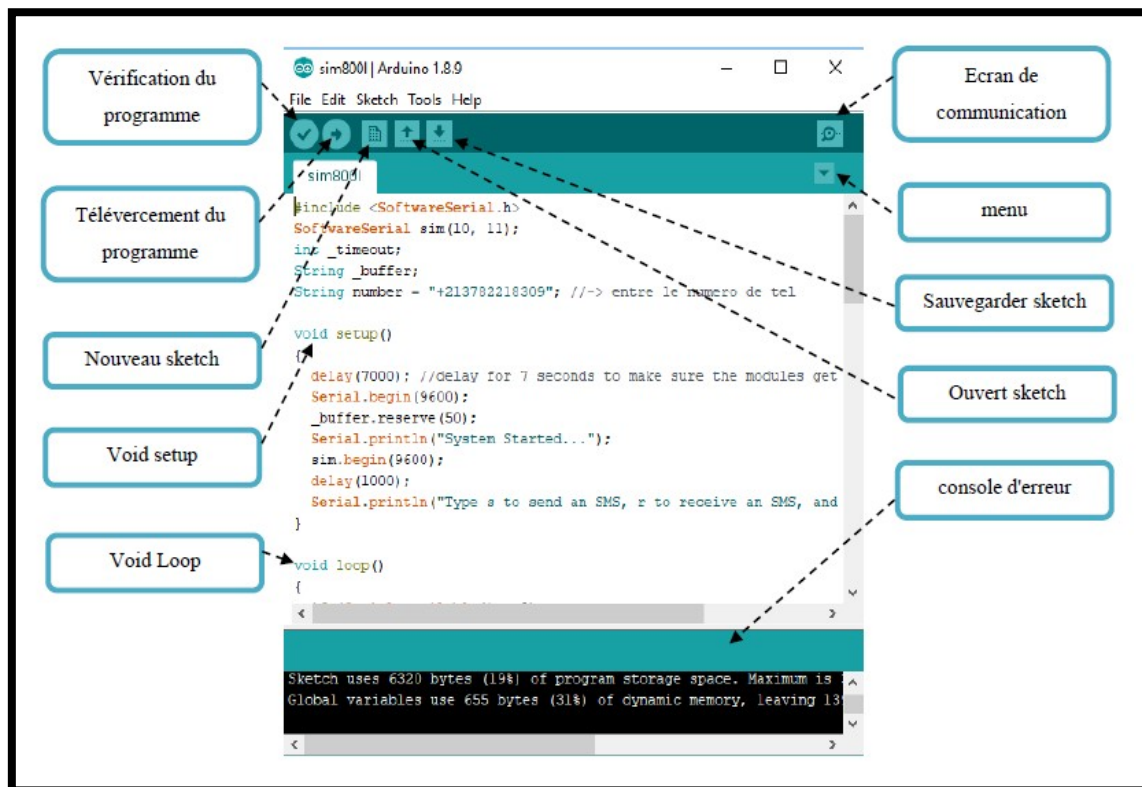 Vérification du
programme
Télévercement du
programme
Nouveau sketch
Void setup
Void Loop
sim800l | Arduino 1.8.9
File Edit Sketch Tools Help
sim800l
#include <SoftwareSerial.h>
SoftwareSerial sim(10, 11);
int _timeout;
String _buffer;
String number = "+213782218309"; //-> entre le numero de tel
void setup()
{
delay(7000); //delay for 7 seconds to make sure the modules get
Serial.begin(9600);
_buffer.reserve(50);
Serial.println("System Started...");
sim.begin(9600);
delay(1000);
Serial.println("Type s to send an SMS, r to receive an SMS, and
}
void loop()
{
Sketch uses 6320 bytes (19%) of program storage space. Maximum is
Global variables use 655 bytes (31%) of dynamic memory, leaving 13
Ecran de
communication
menu
Sauvegarder sketch
Ouvert sketch
console d'erreur